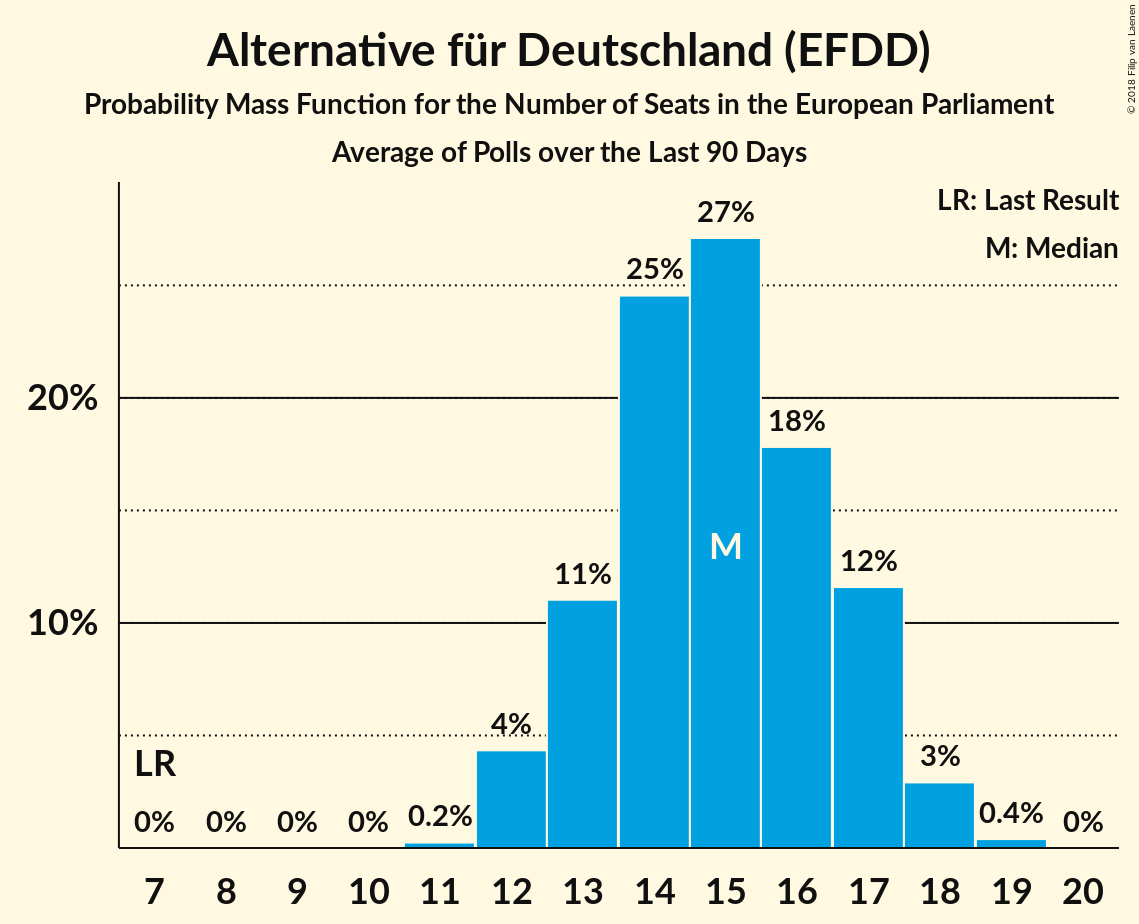 Alternative für Deutschland (EFDD)
Probability Mass Function for the Number of Seats in the European Parliament
Average of Polls over the Last 90 Days
© 2018 Filip van Laenen
LR: Last Result
M: Median
27%
25%
20%
18%
M
12%
11%
10%
4%
3%
LR
0% 0% 0% 0% 0.2% 0.4% 0%
7 8 9 10 11 12 13 14 15 16 17 18 19 20